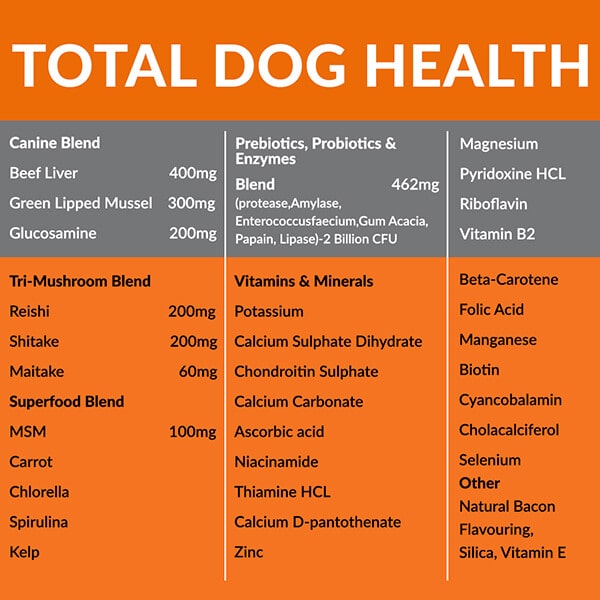 TOTAL DOG HEALTH
Canine Blend
Beef Liver 400mg
Green Lipped Mussel 300mg
Glucosamine 200mg
Tri-Mushroom Blend
Reishi 200mg
Shitake 200mg
Maitake 60mg
Superfood Blend
MSM 100mg
Carrot
Chlorella
Spirulina
Kelp
Prebiotics, Probiotics &
Enzymes
Blend 462mg
(protease,Amylase,
Enterococcusfaecium,Gum Acacia,
Papain, Lipase)-2 Billion CFU
Vitamins & Minerals
Potassium
Calcium Sulphate Dihydrate
Chondroitin Sulphate
Calcium Carbonate
Ascorbic acid
Niacinamide
Thiamine HCL
Calcium D-pantothenate
Zinc
Magnesium
Pyridoxine HCL
Riboflavin
Vitamin B2
Beta-Carotene
Folic Acid
Manganese
Biotin
Cyancobalamin
Cholacalciferol
Selenium
Other
Natural Bacon
Flavouring,
Silica, Vitamin E